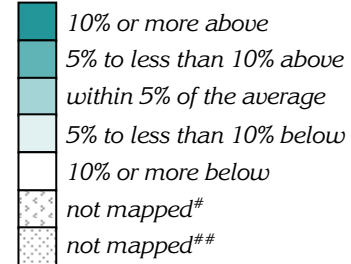 10% or more above
5% to less than 10% above
within 5% of the average
5% to less than 10% below
10% or more below
not mapped#
not mapped##